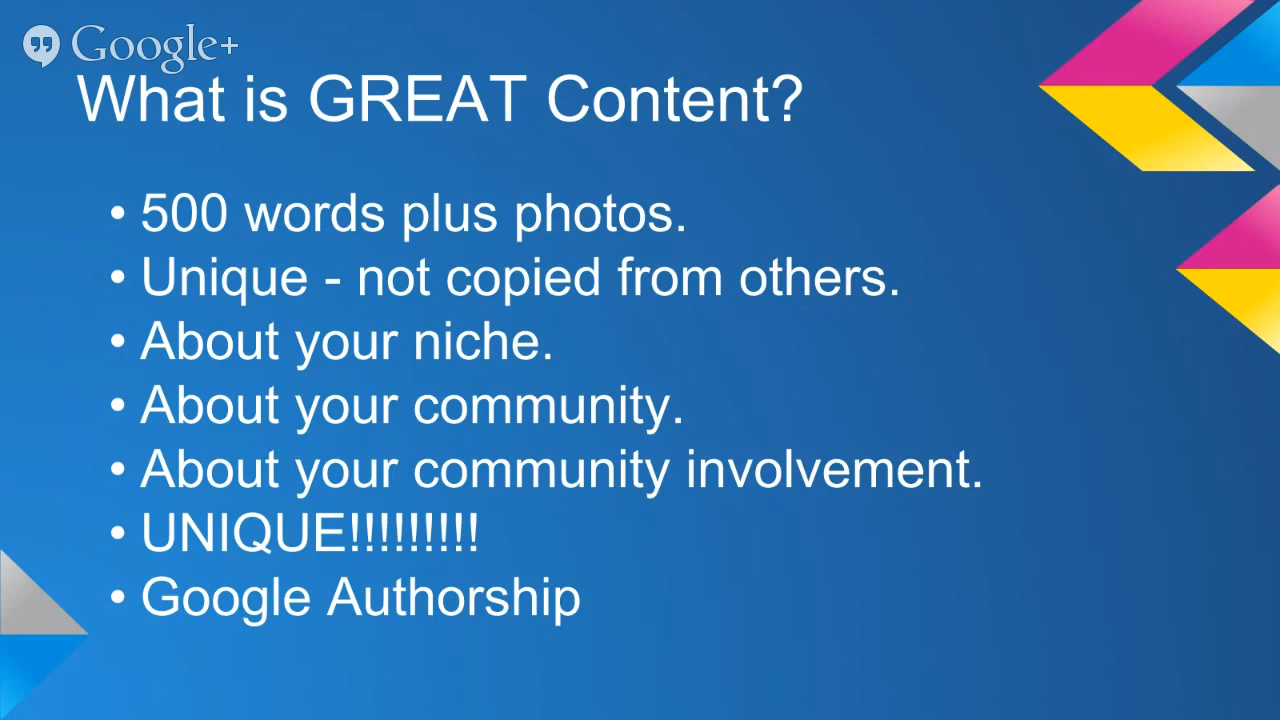 Google+
What is GREAT Content?
• 500 words plus photos.
• Unique - not copied from others.
• About your niche.
• About your community.
• About your community involvement.
• UNIQUE!!!!!!!!!
• Google Authorship